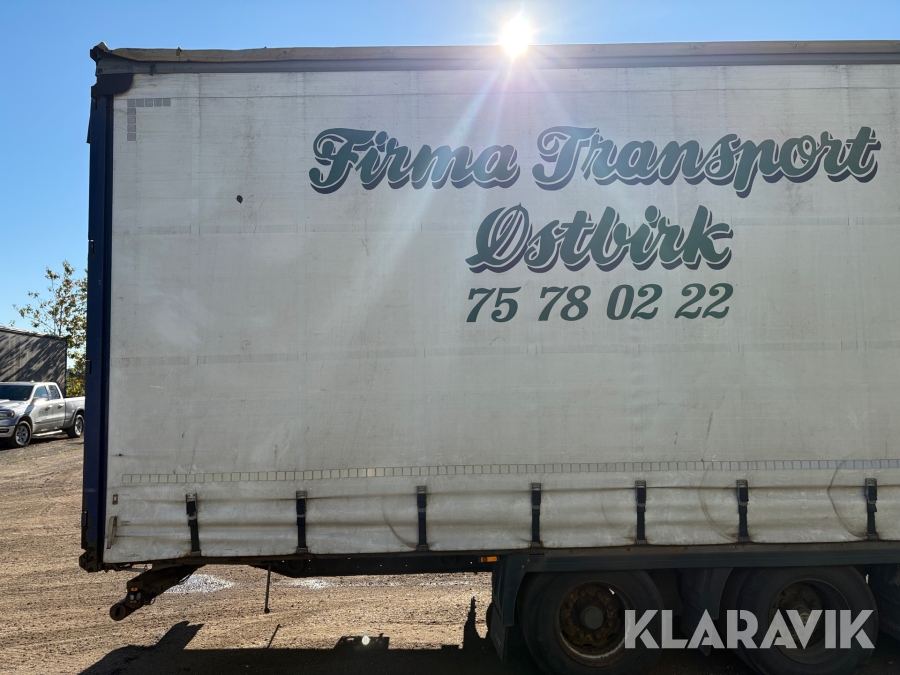 Firma Transport
Østbirk
75 78 02 22
KLARAVIK